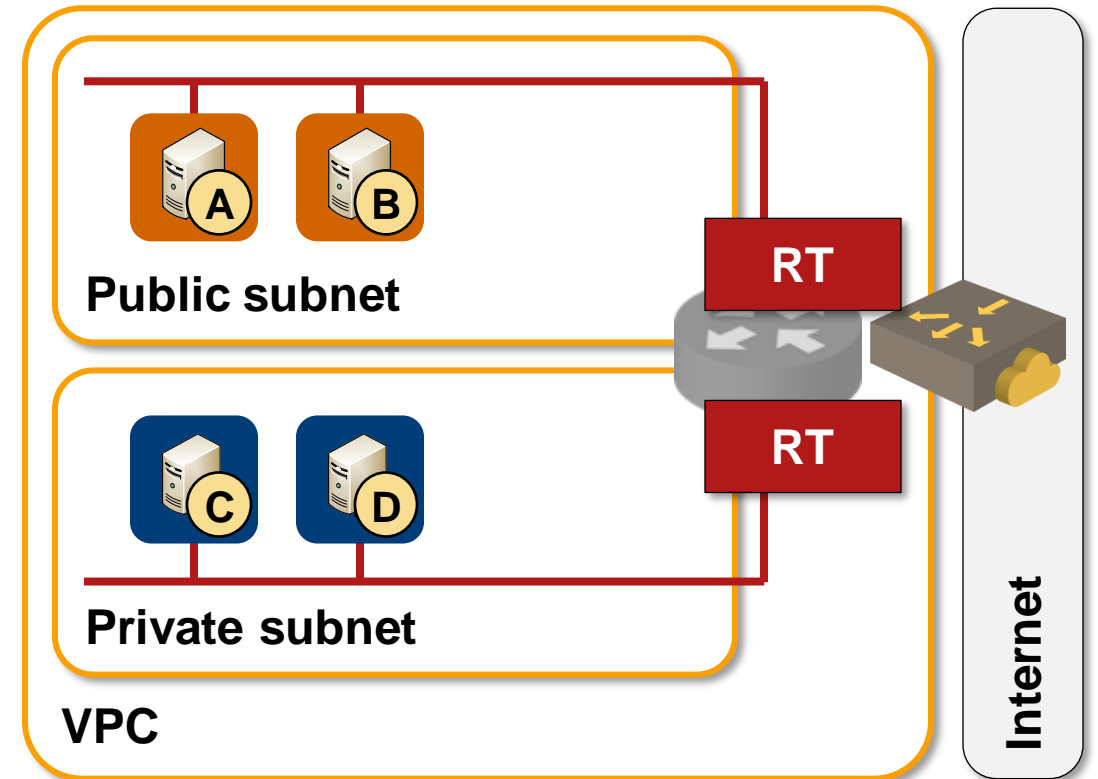 A
B
Public subnet
RT
RT
C
D
Private subnet
VPC
Internet